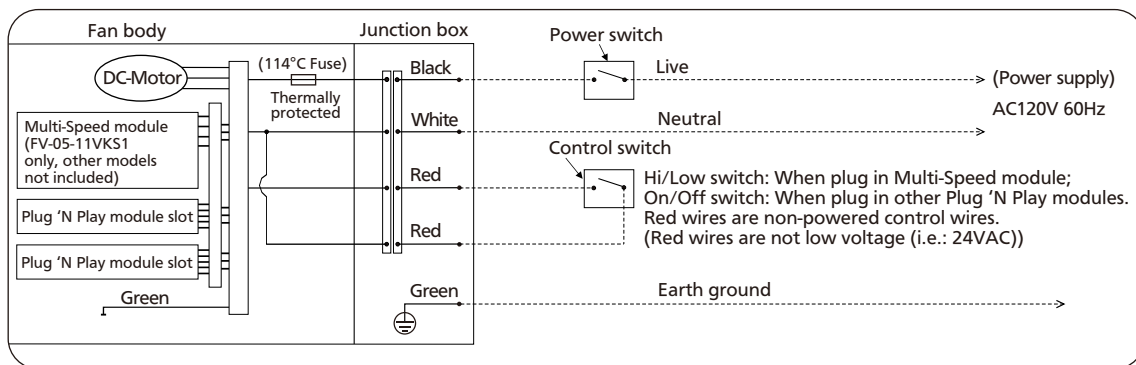 Fan body
Junction box
Power switch
DC-Motor
(114°C Fuse)
Thermally
protected
Black
Live
(Power supply)
AC120V 60Hz
Multi-Speed module
(FV-05-11VKS1
only, other models
not included)
White
Neutral
Control switch
Red
Hi/Low switch: When plug in Multi-Speed module;
On/Off switch: When plug in other Plug ‘N Play modules.
Red wires are non-powered control wires.
(Red wires are not low voltage (i.e.: 24VAC))
Plug ‘N Play module slot
Red
Plug ‘N Play module slot
Green
Green
Earth ground